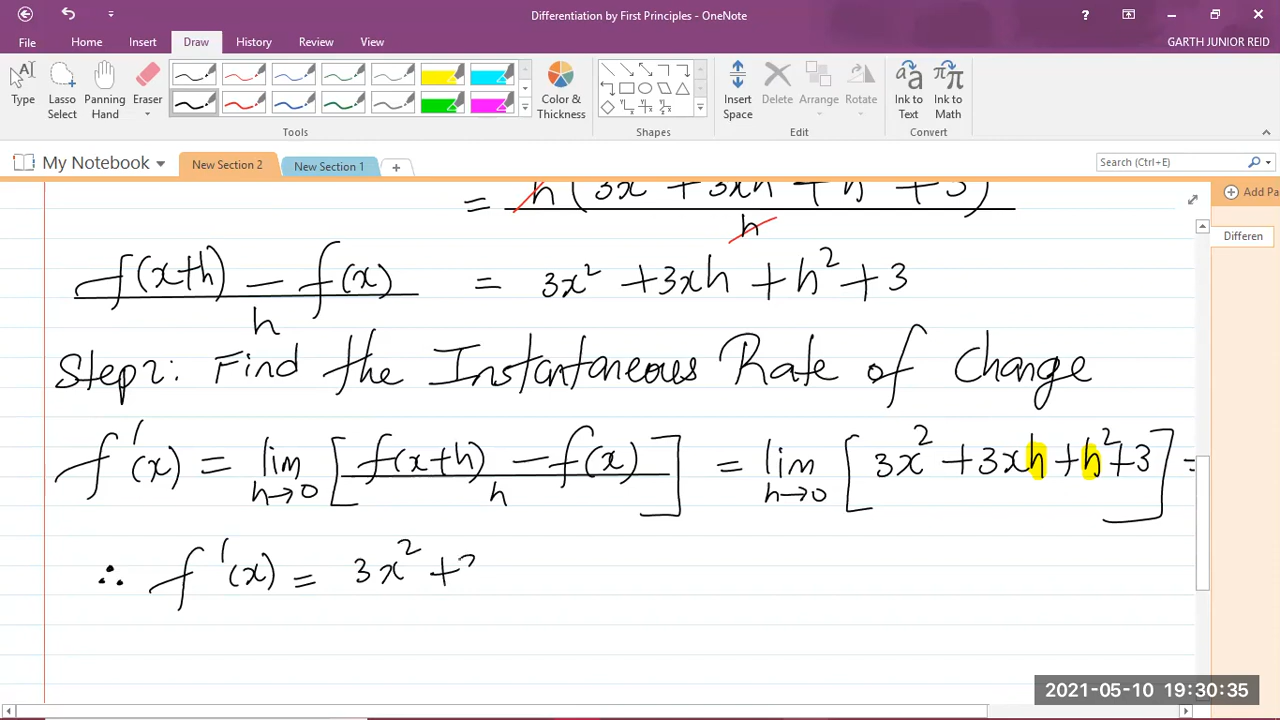 Differentiation by First Principles - OneNote
File Home Insert Draw History Review View GARTH JUNIOR REID
Type Lasso Select Panning Hand Eraser Color & Thickness Insert Space Delete Arrange Rotate Ink to Text Ink to Math
Tools Shapes Edit Convert
My Notebook New Section 2 New Section 1 + Search (Ctrl+E)
Add Pa
Differen
= h(3x + 3xh + h + 3)
h
f(x+h) - f(x) = 3x² + 3xh + h² + 3
h
Step 2: Find the Instantaneous Rate of Change
f'(x) = lim [f(x+h) - f(x)] = lim [3x² + 3xh + h² + 3] =
h→0 h h→0
∴ f'(x) = 3x² +
2021-05-10 19:30:35